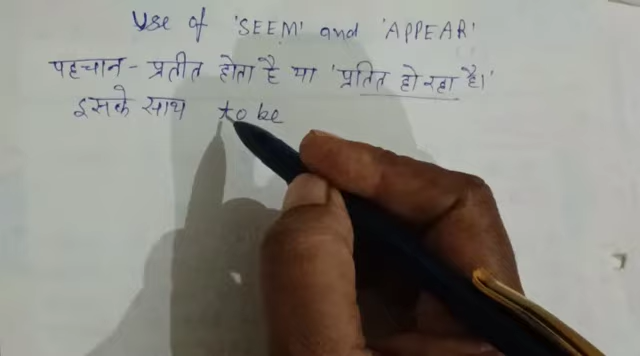 Use of 'SEEM' and 'APPEAR'
पहचान - प्रतीत होता है या 'प्रतित हो रहा है।'
इसके साथ to be